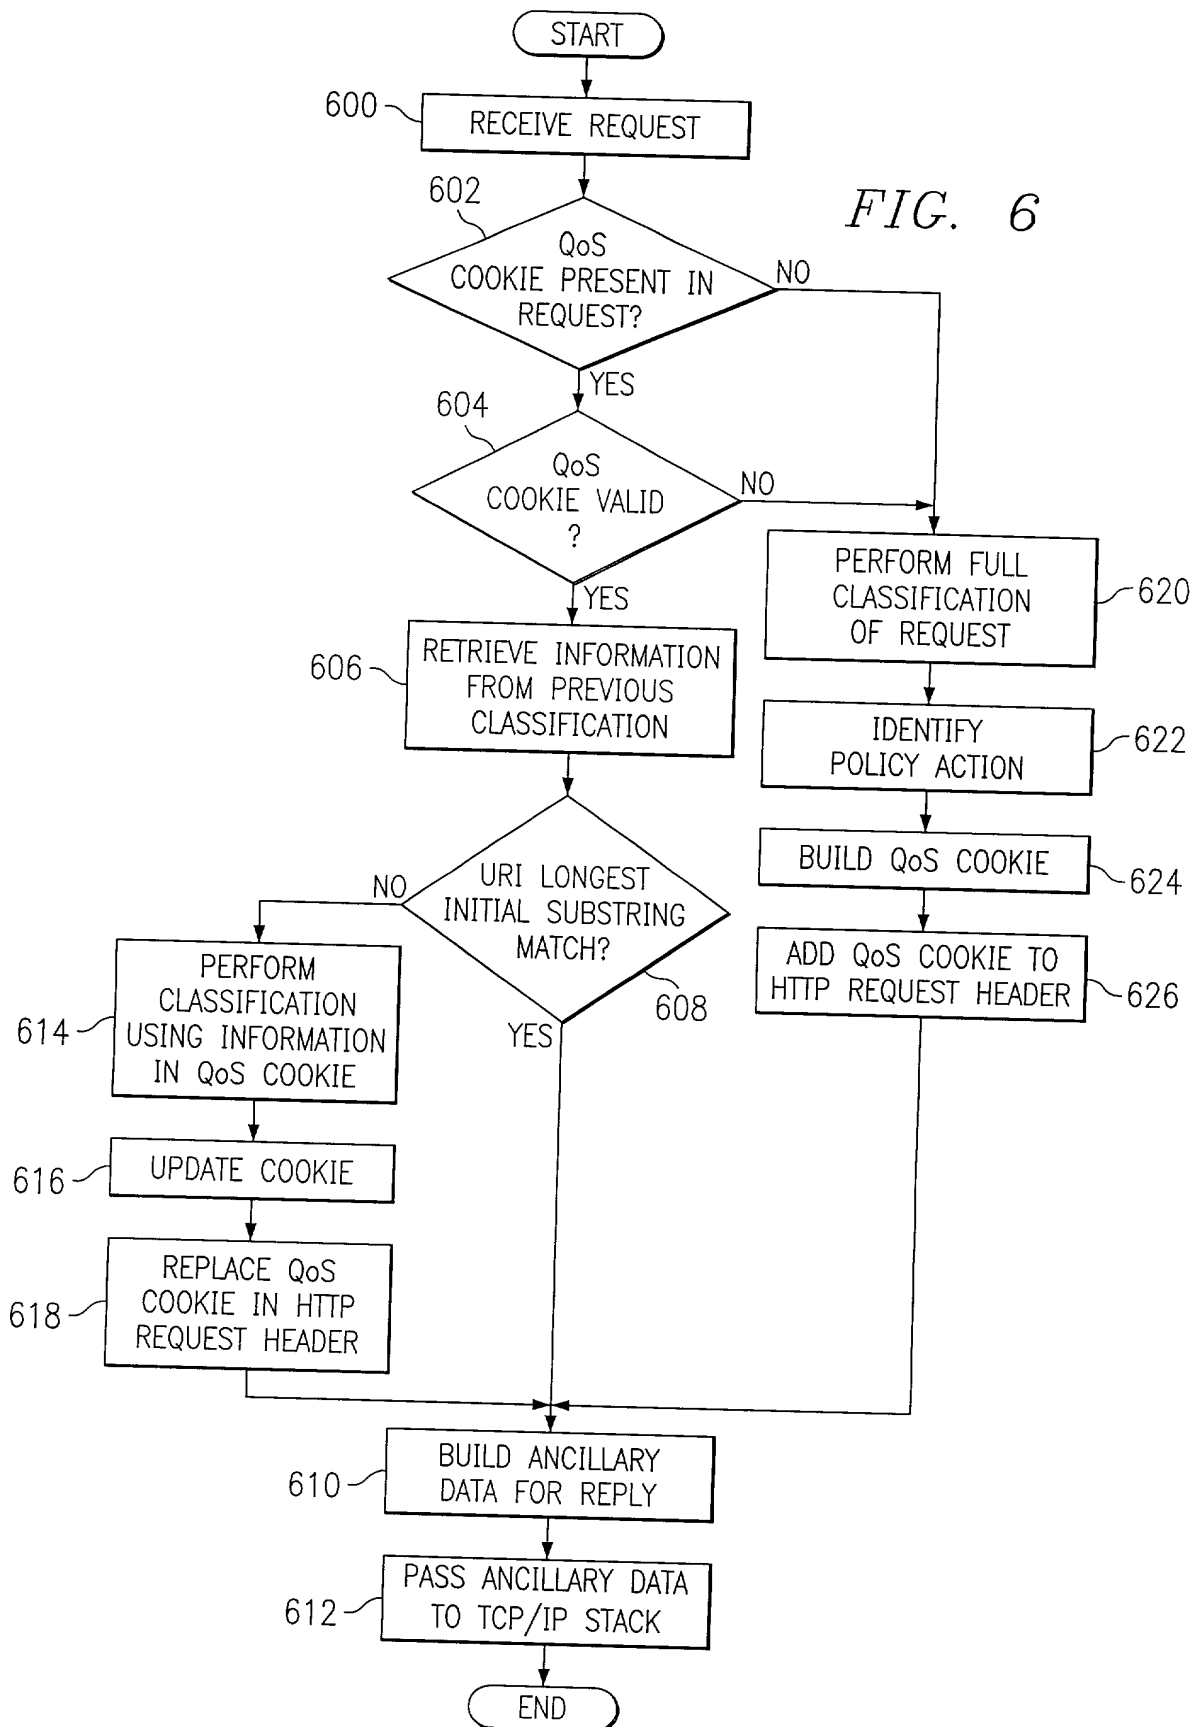 START
600
RECEIVE REQUEST
602
FIG. 6
QoS
COOKIE PRESENT IN
REQUEST?
NO
YES
604
QoS
COOKIE VALID
?
NO
YES
PERFORM FULL
CLASSIFICATION
OF REQUEST
620
606
RETRIEVE INFORMATION
FROM PREVIOUS
CLASSIFICATION
IDENTIFY
POLICY ACTION
622
BUILD QoS COOKIE
624
URI LONGEST
INITIAL SUBSTRING
MATCH?
NO
608
YES
ADD QoS COOKIE TO
HTTP REQUEST HEADER
626
614
PERFORM
CLASSIFICATION
USING INFORMATION
IN QoS COOKIE
616
UPDATE COOKIE
618
REPLACE QoS
COOKIE IN HTTP
REQUEST HEADER
610
BUILD ANCILLARY
DATA FOR REPLY
612
PASS ANCILLARY DATA
TO TCP/IP STACK
END